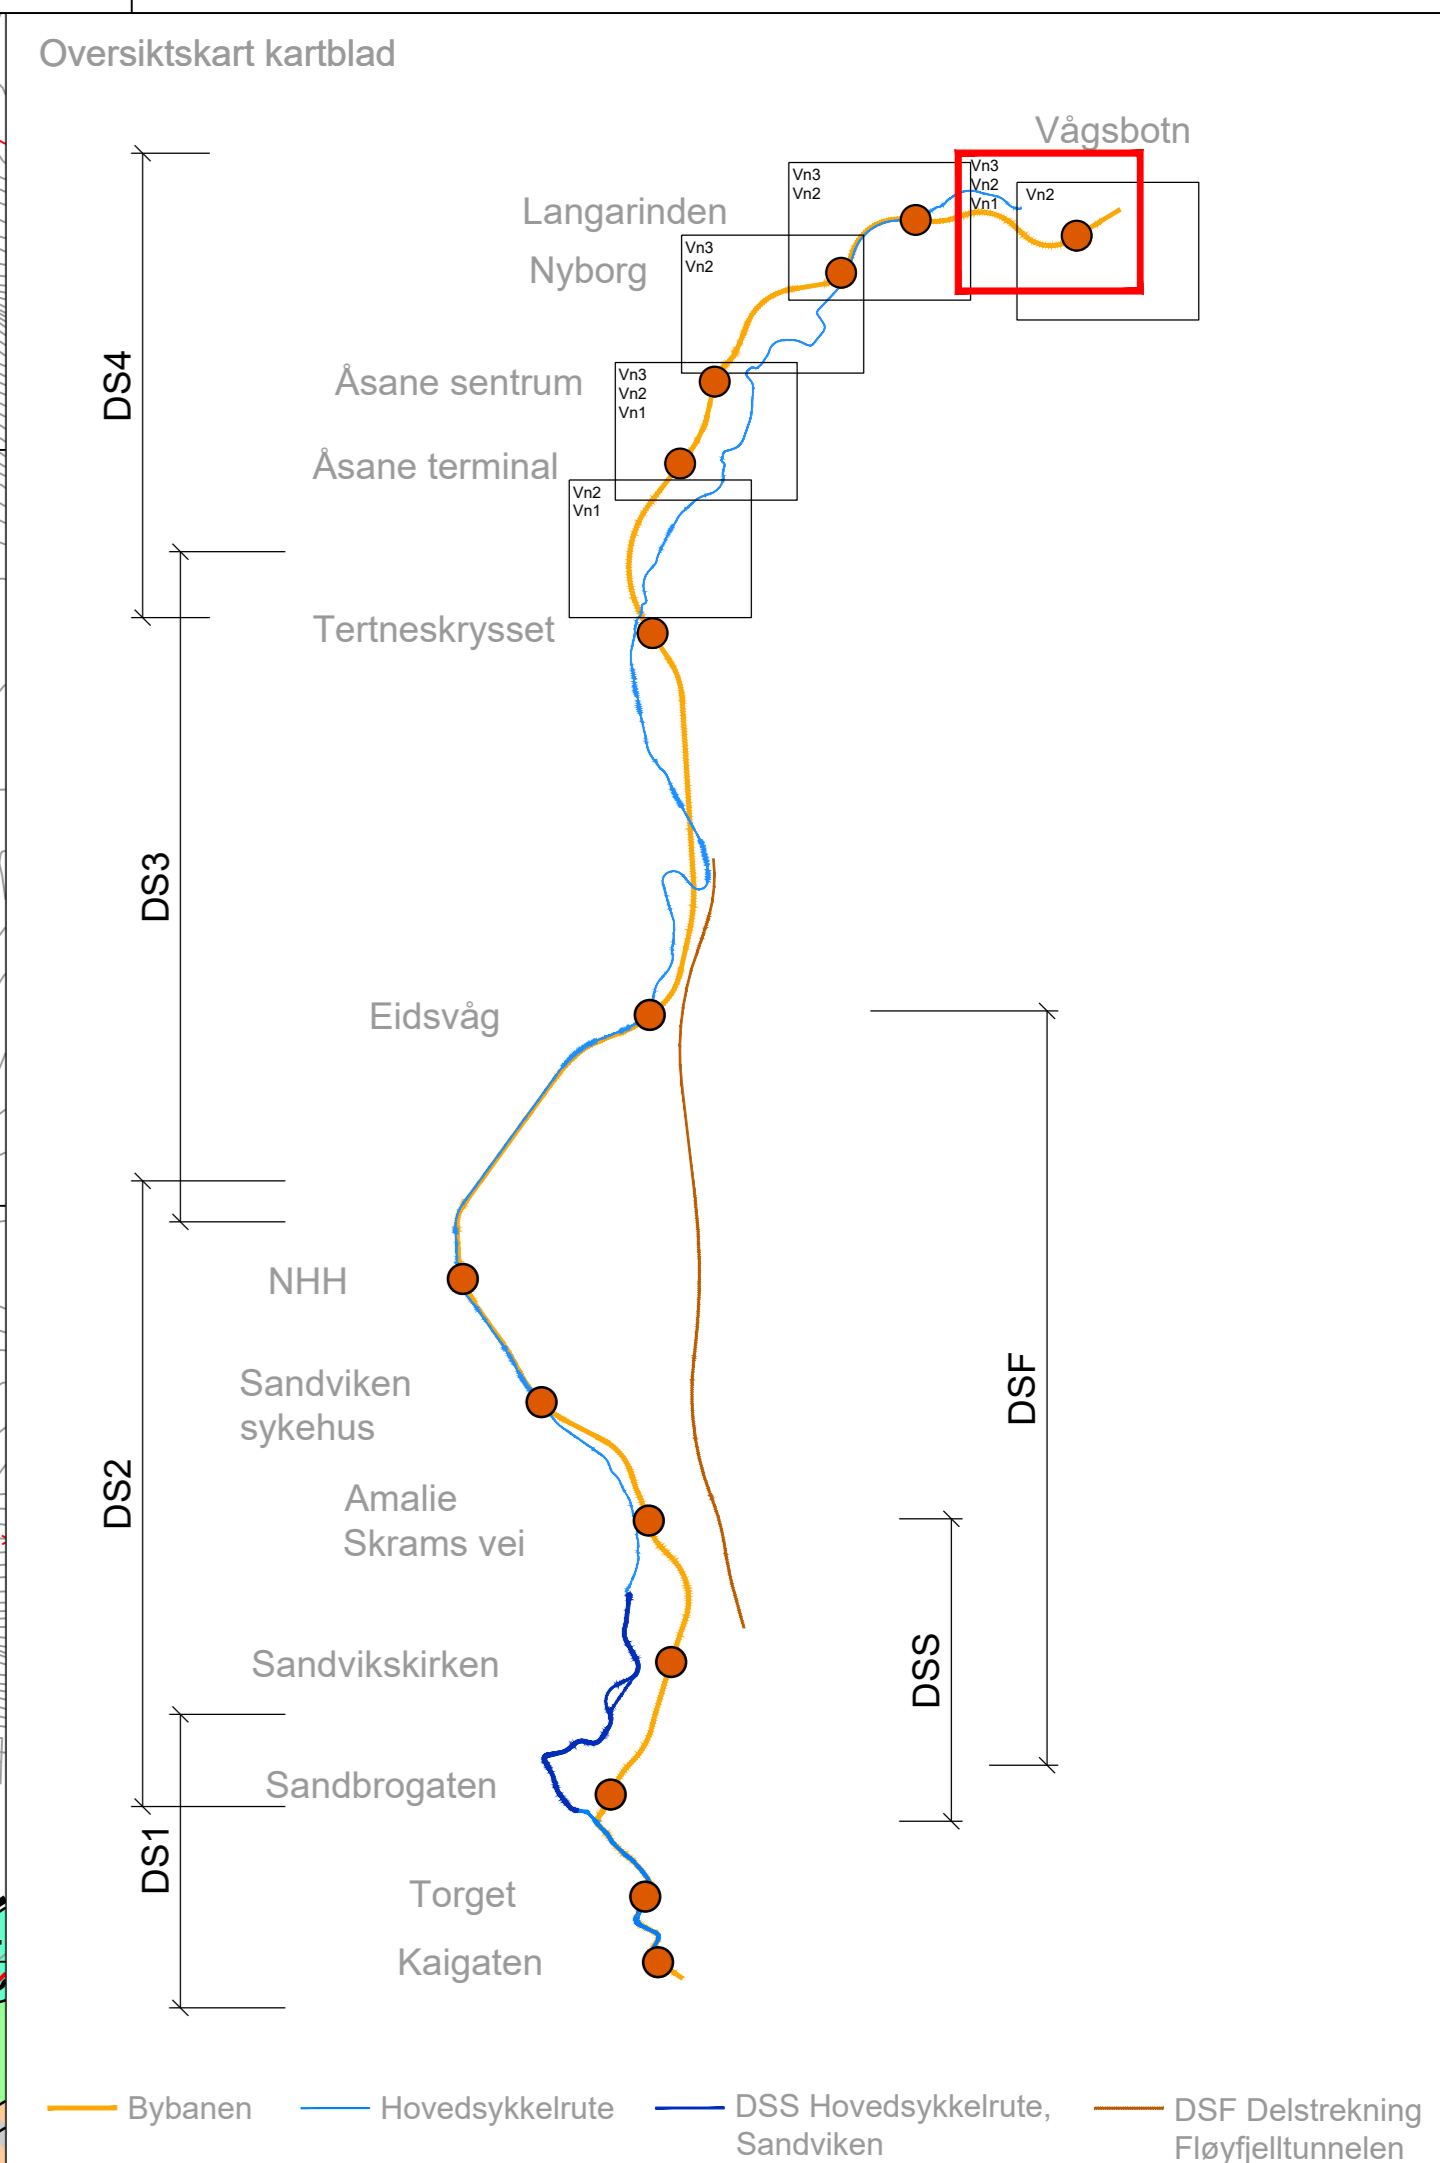 Oversiktskart kartblad
Vågsbotn
Vn3
Vn2
Vn1
Vn2
Vn3
Vn2
Langarinden
Vn3
Vn2
Nyborg
DS4
Åsane sentrum
Vn3
Vn2
Vn1
Åsane terminal
Vn2
Vn1
Tertneskrysset
DS3
Eidsvåg
NHH
DSF
Sandviken
sykehus
DS2
Amalie
Skrams vei
DSS
Sandvikskirken
Sandbrogaten
DS1
Torget
Kaigaten
Bybanen
Hovedsykkelrute
DSS Hovedsykkelrute,
Sandviken
DSF Delstrekning
Fløyfjelltunnelen